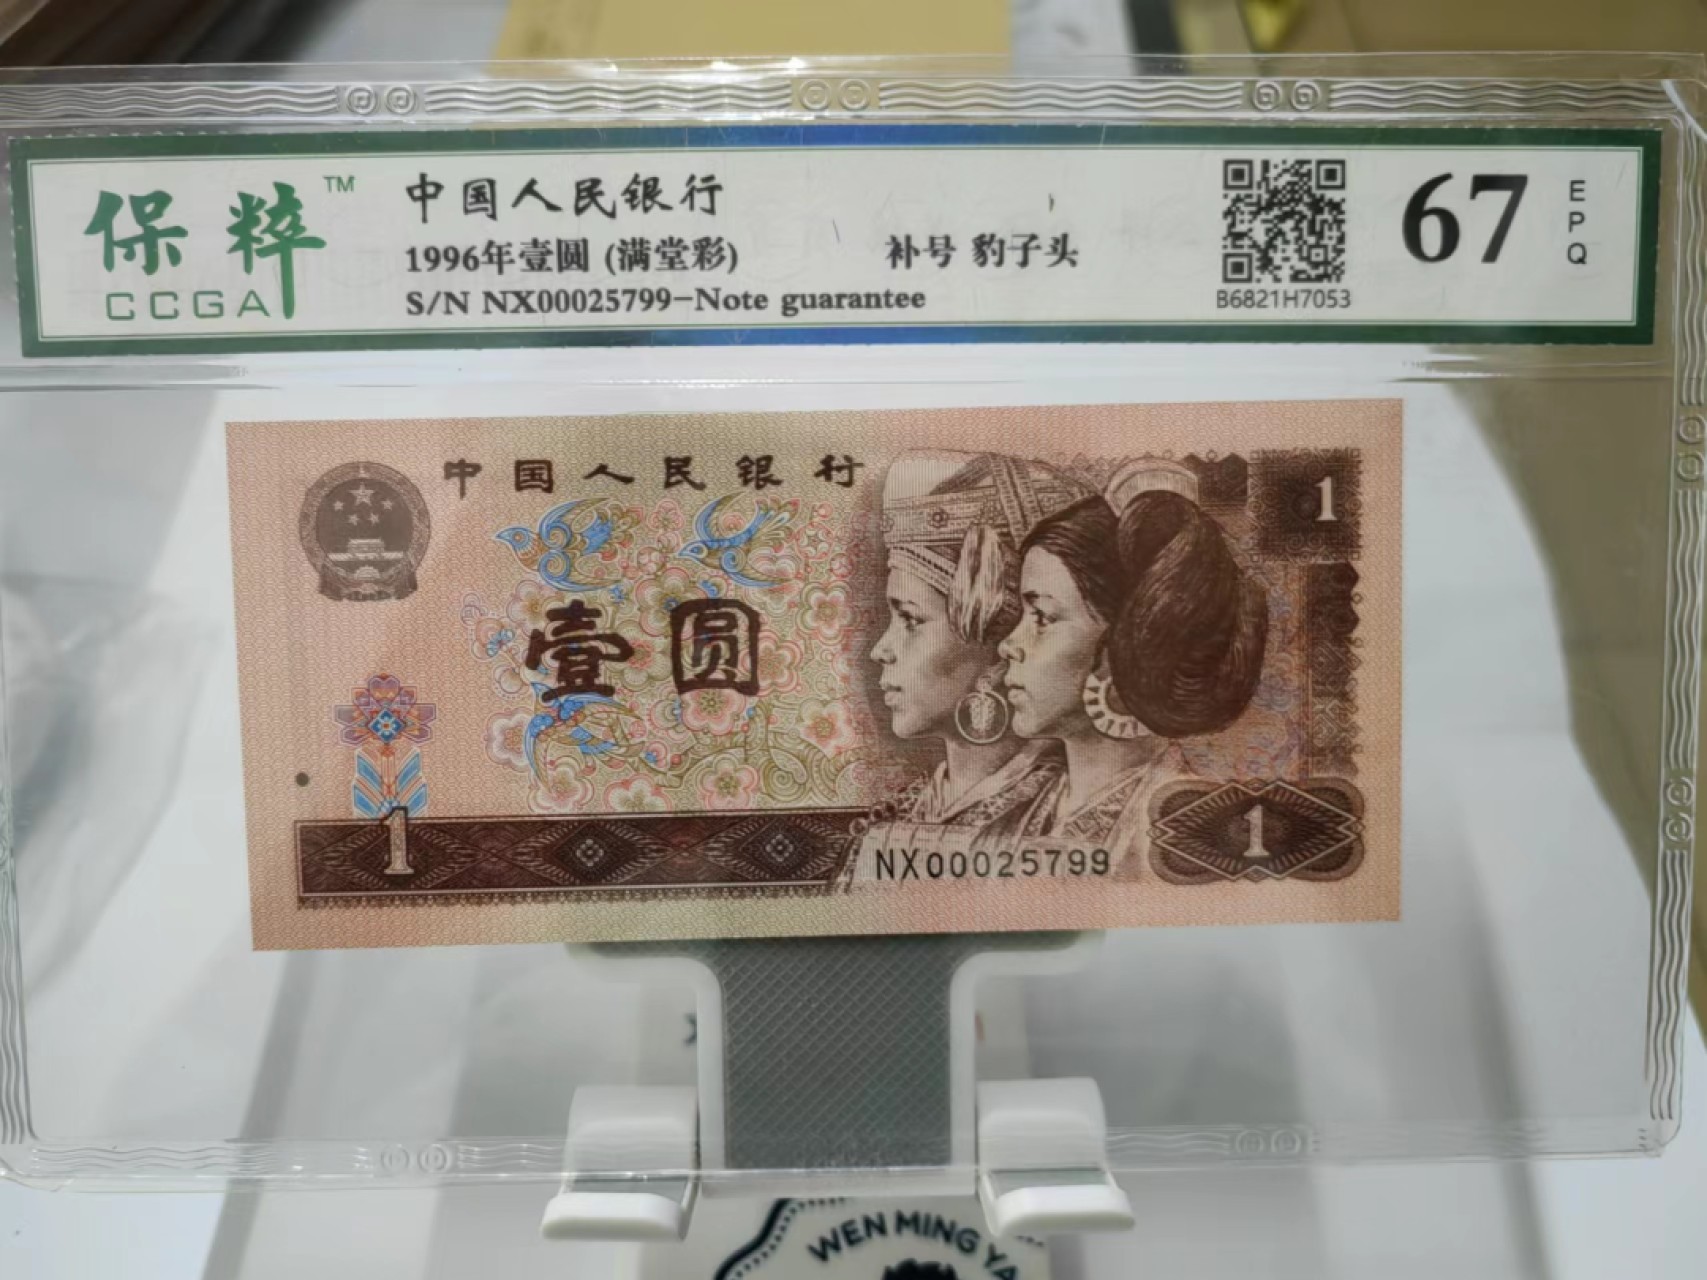 保粹™
CCGA
中国人民银行
1996年壹圆 (满堂彩)
补号 豹子头
S/N NX00025799-Note guarantee
B6821H7053
67
EPQ
中国人民银行
1
壹圆
1
NX00025799
1
WEN MING YA